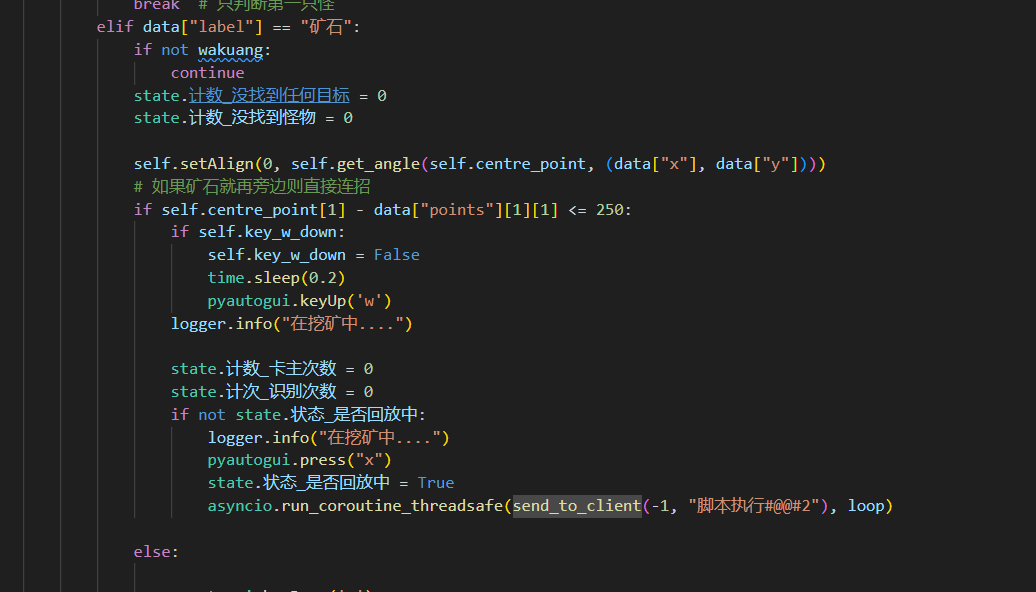 break  # 只判断第一只怪
elif data["label"] == "矿石":
if not wakuang:
continue
state.计数_没找到任何目标 = 0
state.计数_没找到怪物 = 0
self.setAlign(0, self.get_angle(self.centre_point, (data["x"], data["y"])))
# 如果矿石就再旁边则直接连招
if self.centre_point[1] - data["points"][1][1] <= 250:
if self.key_w_down:
self.key_w_down = False
time.sleep(0.2)
pyautogui.keyUp('w')
logger.info("在挖矿中....")
state.计数_卡主次数 = 0
state.计次_识别次数 = 0
if not state.状态_是否回放中:
logger.info("在挖矿中....")
pyautogui.press("x")
state.状态_是否回放中 = True
asyncio.run_coroutine_threadsafe(send_to_client(-1, "脚本执行#@@#2"), loop)
else: